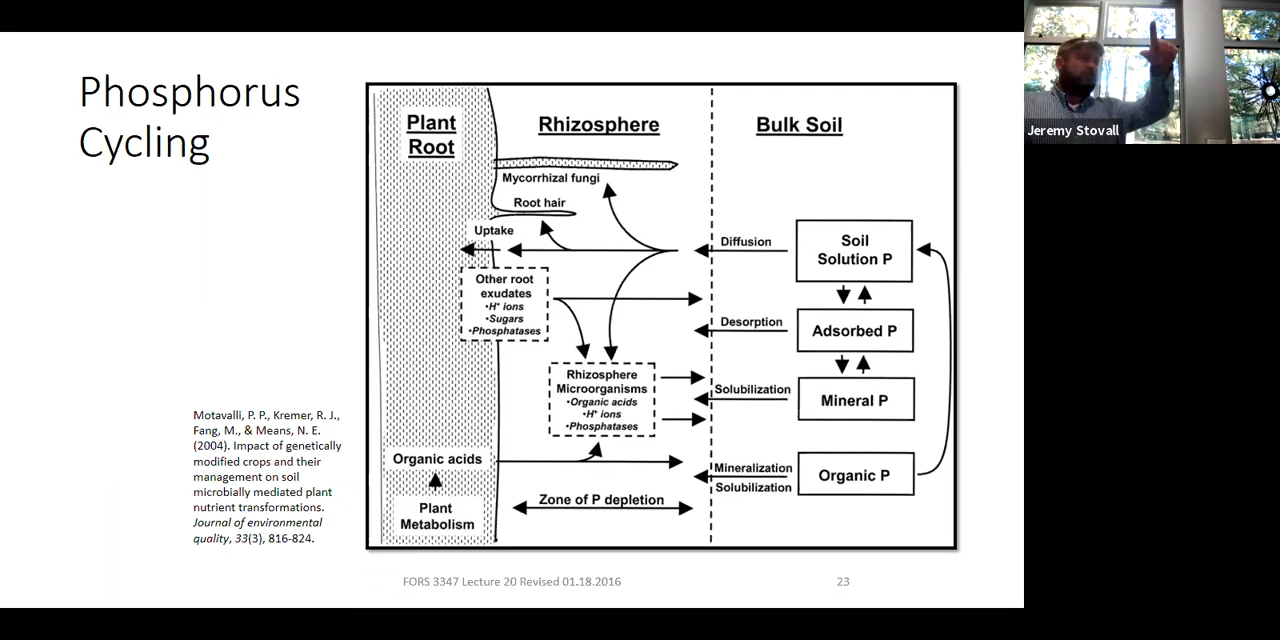 Phosphorus
Cycling
Plant
Root
Rhizosphere
Bulk Soil
Mycorrhizal fungi
Root hair
Uptake
Diffusion
Soil
Solution P
Other root
exudates
•H⁺ ions
•Sugars
•Phosphatases
Desorption
Adsorbed P
Rhizosphere
Microorganisms
•Organic acids
•H⁺ ions
•Phosphatases
Solubilization
Mineral P
Organic acids
Mineralization
Solubilization
Organic P
Plant
Metabolism
Zone of P depletion
Motavalli, P. P., Kremer, R. J.,
Fang, M., & Means, N. E.
(2004). Impact of genetically
modified crops and their
management on soil
microbially mediated plant
nutrient transformations.
Journal of environmental
quality, 33(3), 816-824.
FORS 3347 Lecture 20 Revised 01.18.2016
23
Jeremy Stovall